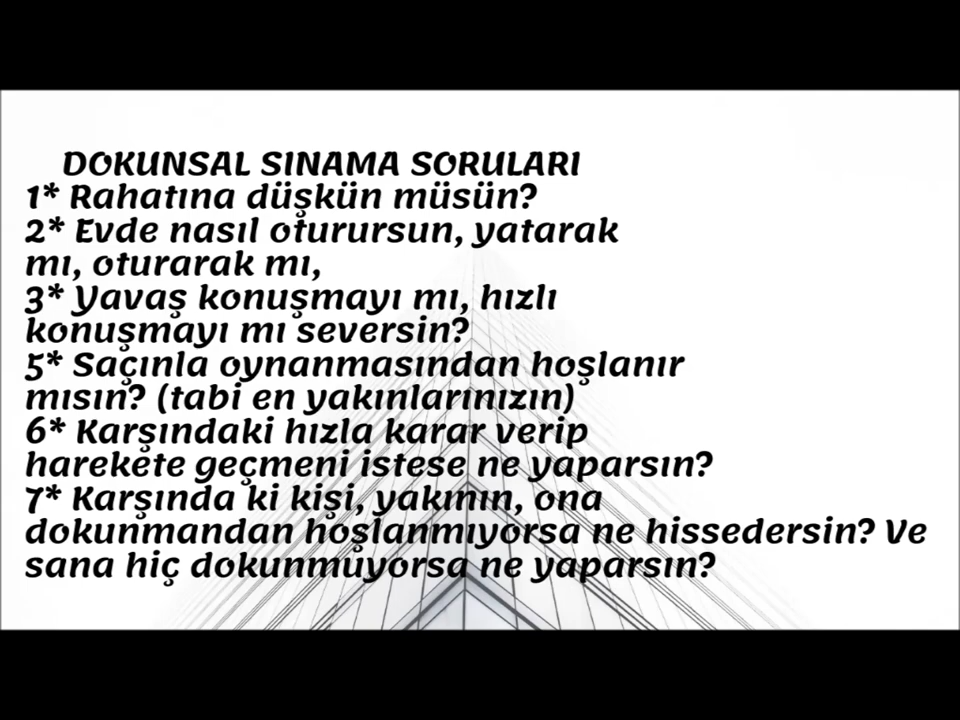 DOKUNSAL SINAMA SORULARI
1* Rahatına düşkün müsün?
2* Evde nasıl oturursun, yatarak
mı, oturarak mı,
3* Yavaş konuşmayı mı, hızlı
konuşmayı mı seversin?
5* Saçınla oynanmasından hoşlanır
mısın? (tabi en yakınlarınızın)
6* Karşındaki hızla karar verip
harekete geçmeni istese ne yaparsın?
7* Karşında ki kişi, yakının, ona
dokunmandan hoşlanmıyorsa ne hissedersin? Ve
sana hiç dokunmuyorsa ne yaparsın?